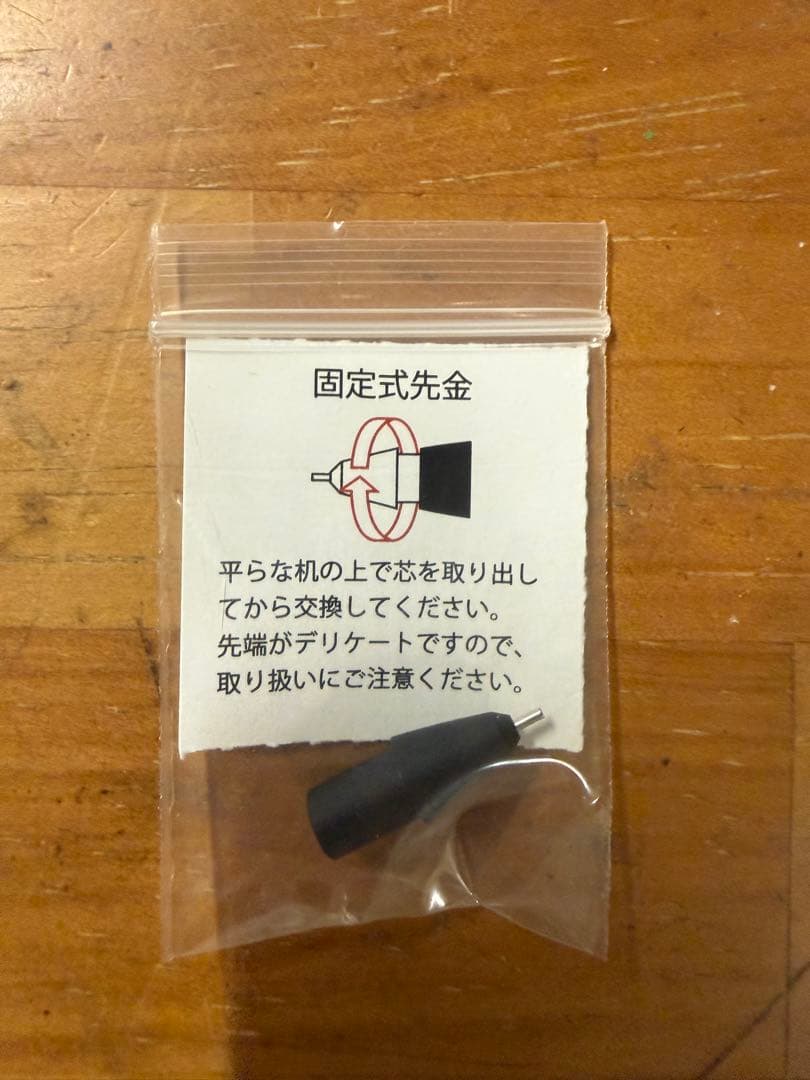 固定式先金
平らな机の上で芯を取り出し
てから交換してください。
先端がデリケートですので、
取り扱いにご注意ください。